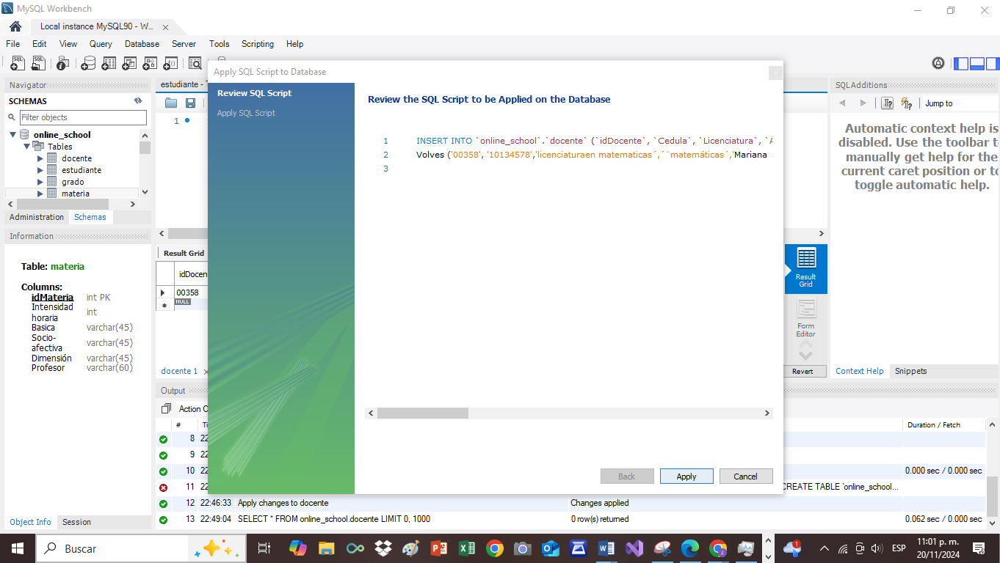 MySQL Workbench
Local instance MySQL90 - W...
File Edit View Query Database Server Tools Scripting Help
Navigator
SCHEMAS
Filter objects
online_school
Tables
docente
estudiante
grado
materia
Administration Schemas
Information
Table: materia
Columns:
idMateria int PK
Intensidad horaria int
Basica varchar(45)
Socio-afectiva varchar(45)
Dimensión varchar(45)
Profesor varchar(60)
Object Info Session
estudiante -
1
Result Grid
idDocen
00358
NULL
docente 1
Apply SQL Script to Database
Review SQL Script
Apply SQL Script
Review the SQL Script to be Applied on the Database
1 INSERT INTO `online_school`.`docente` (`idDocente`, `Cedula`, `Licenciatura`, `A
2 Volves ('00358', '10134578','licenciaturaen matematicas´,´¨matemáticas´,'Mariana
3
Back Apply Cancel
SQLAdditions
Jump to
Automatic context help is
disabled. Use the toolbar t
manually get help for the
current caret position or to
toggle automatic help.
Result
Grid
Form
Editor
Revert
Context Help Snippets
Output
Action O
# Ti Duration / Fetch
8 22
9 22
10 22 0.000 sec / 0.000 sec
11 22 CREATE TABLE `online_school...
12 22:46:33 Apply changes to docente Changes applied
13 22:49:04 SELECT * FROM online_school.docente LIMIT 0, 1000 0 row(s) returned 0.062 sec / 0.000 sec
Buscar
1
ESP
11:01 p. m.
20/11/2024